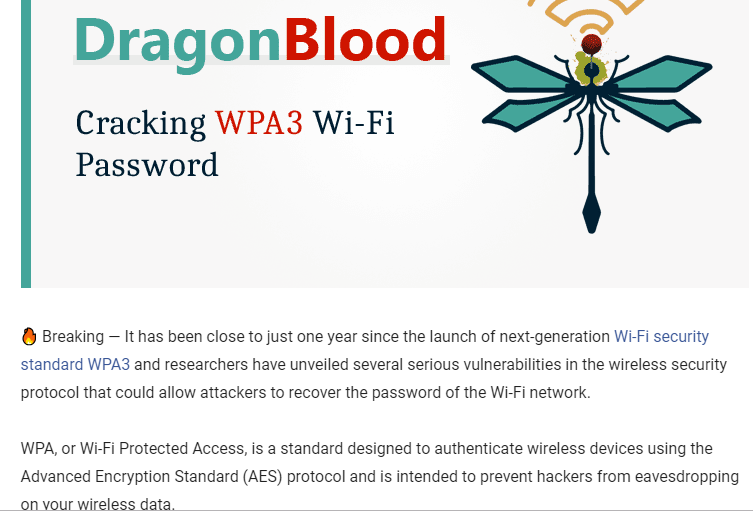 DragonBlood
Cracking WPA3 Wi-Fi
Password
🔥 Breaking — It has been close to just one year since the launch of next-generation Wi-Fi security
standard WPA3 and researchers have unveiled several serious vulnerabilities in the wireless security
protocol that could allow attackers to recover the password of the Wi-Fi network.
WPA, or Wi-Fi Protected Access, is a standard designed to authenticate wireless devices using the
Advanced Encryption Standard (AES) protocol and is intended to prevent hackers from eavesdropping
on your wireless data.